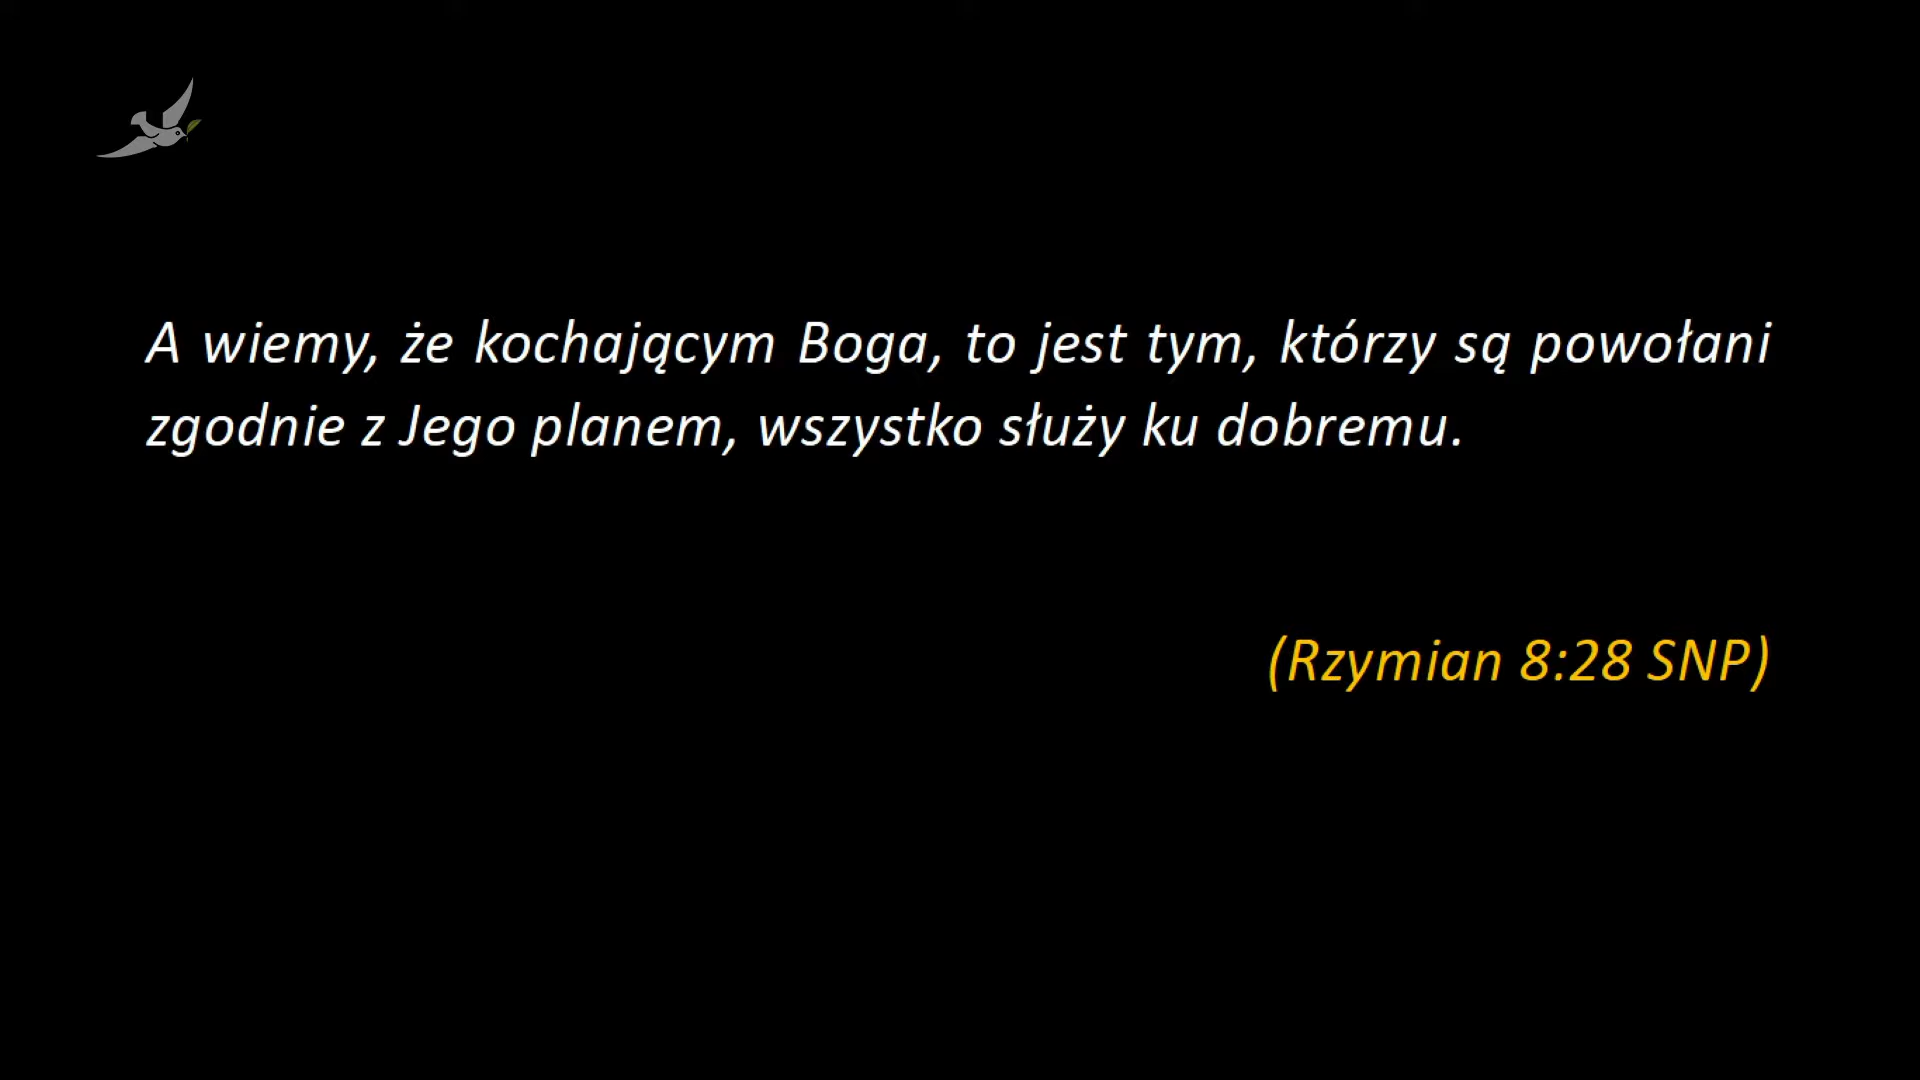 A wiemy, że kochającym Boga, to jest tym, którzy są powołani
zgodnie z Jego planem, wszystko służy ku dobremu.
(Rzymian 8:28 SNP)